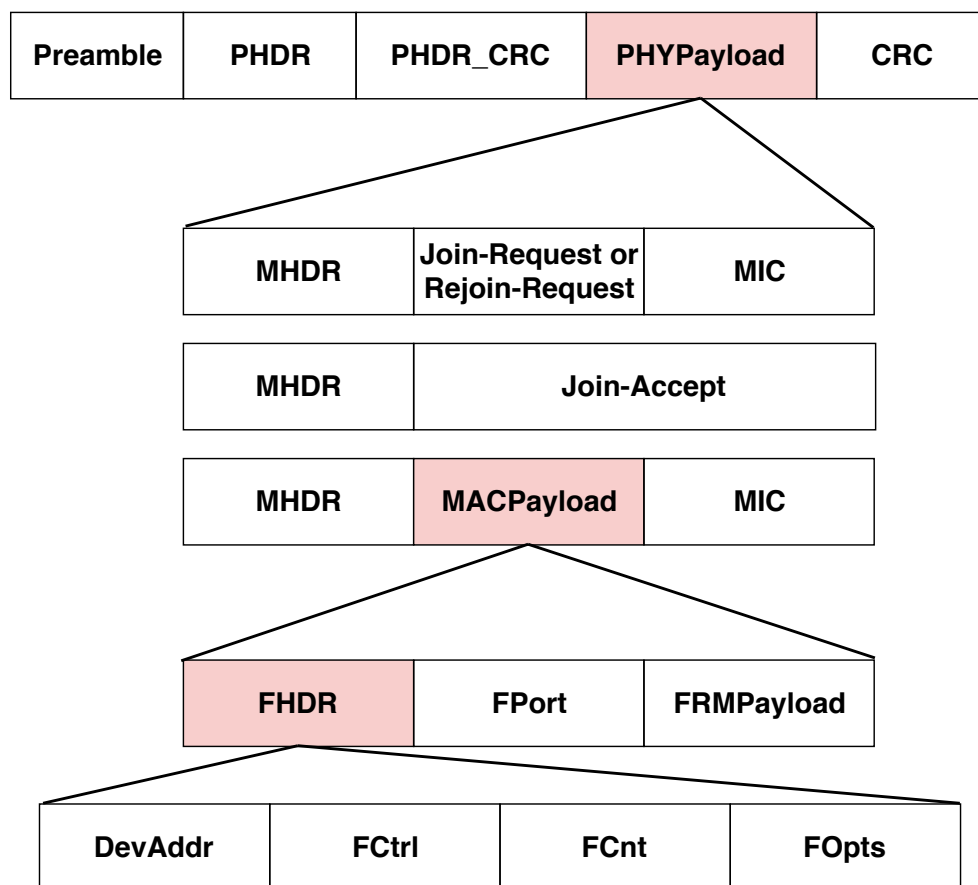 Preamble PHDR PHDR_CRC PHYPayload CRC
MHDR Join-Request or Rejoin-Request MIC
MHDR Join-Accept
MHDR MACPayload MIC
FHDR FPort FRMPayload
DevAddr FCtrl FCnt FOpts